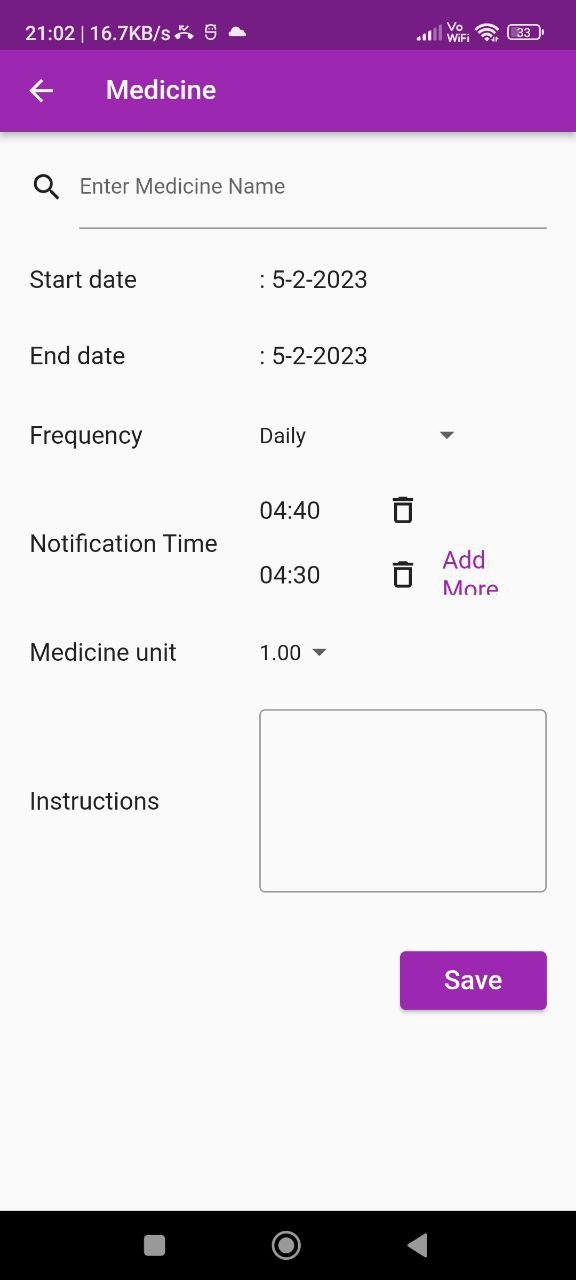 21:02 | 16.7KB/s Vo WiFi 33
Medicine
Enter Medicine Name
Start date : 5-2-2023
End date : 5-2-2023
Frequency Daily
04:40
Notification Time
04:30 Add More
Medicine unit 1.00
Instructions
Save